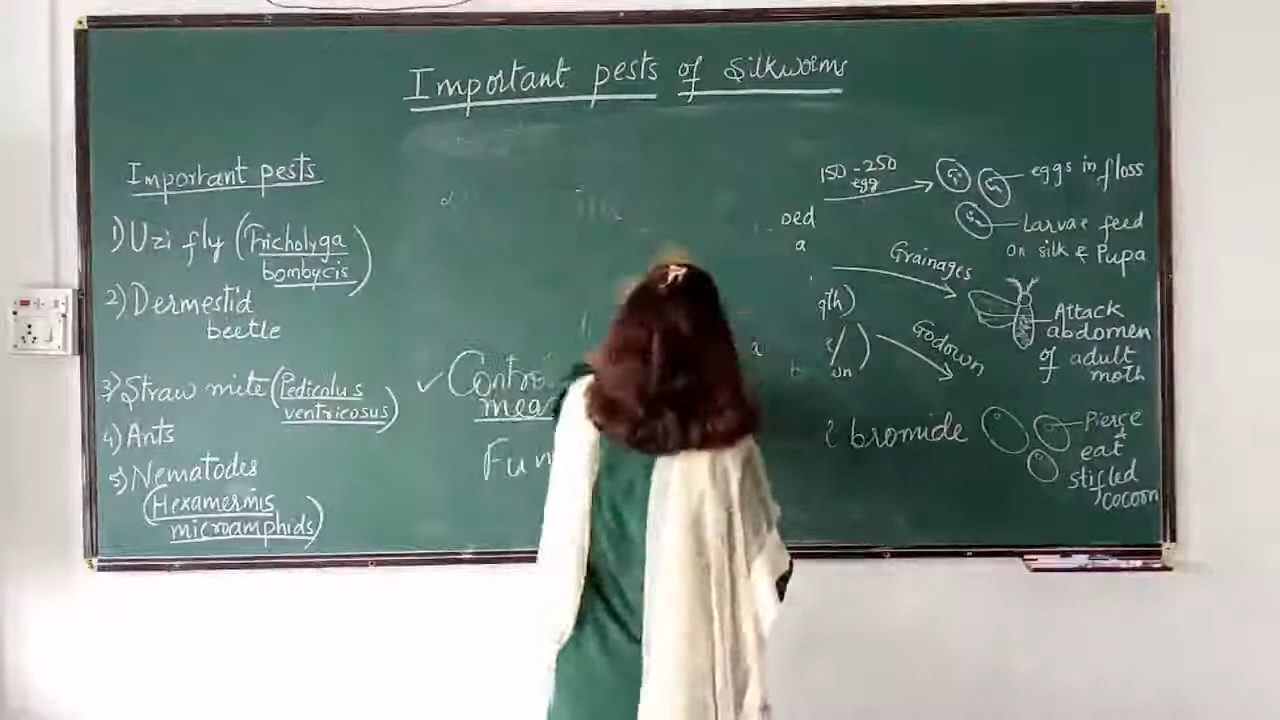 Important pests of Silkworms
Important pests
1) Uzi fly (Tricholyga
bombycis)
2) Dermestid
beetle
3) Straw mite (Pediculus
ventricosus)
4) Ants
5) Nematodes
(Hexamermis
microamphids)
✓ Contr
mea
Fu
150-250
egg
eggs in floss
Larvae feed
on silk & Pupa
Grainages
Attack
abdomen
of adult
moth
Godown
bromide
Pierce
&
eat
stifled
cocoon